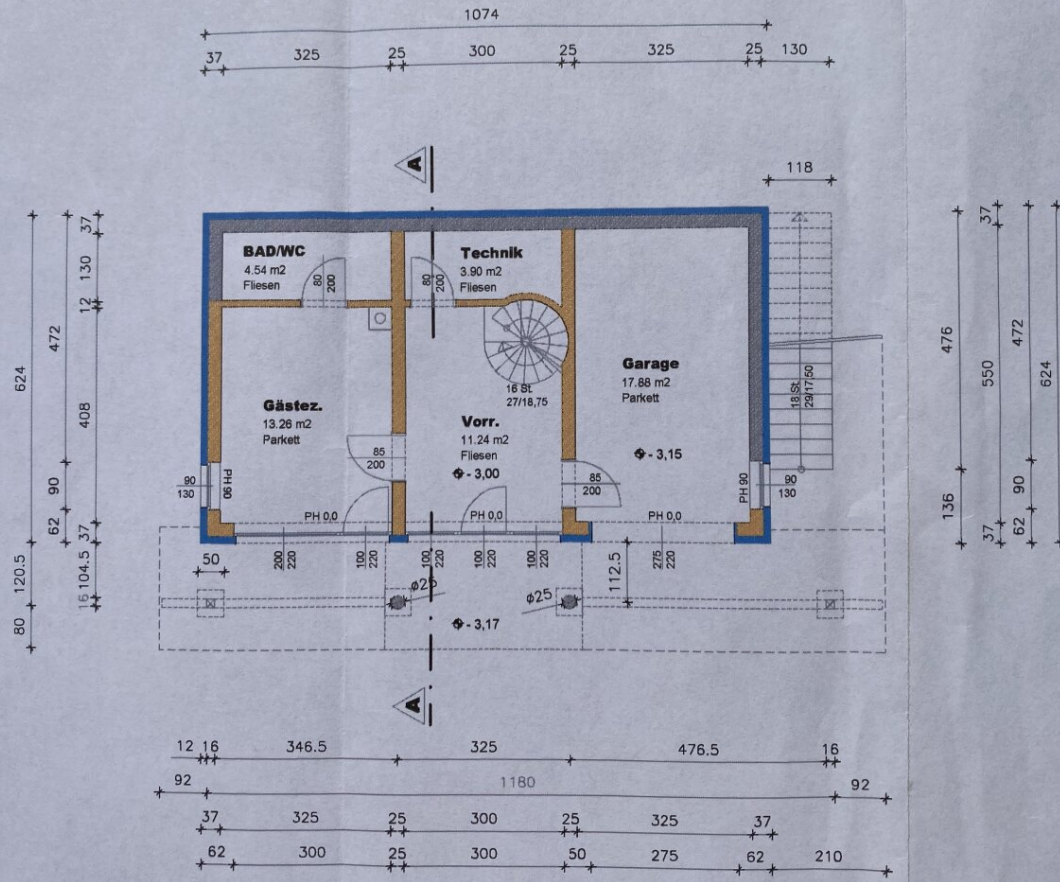 1074
37 325 25 300 25 325 25 130
118
A
BAD/WC
4.54 m2
Fliesen
80
200
Technik
3.90 m2
Fliesen
80
200
Garage
17.88 m2
Parkett
Gästez.
13.26 m2
Parkett
16 St.
27/18,75
Vorr.
11.24 m2
Fliesen
- 3,00
- 3,15
18 St.
29/17,50
85
200
85
200
90
130
PH 90
PH 90
90
130
PH 0,0
PH 0,0
PH 0,0
200
220
100
220
100
220
100
220
100
220
275
220
50
112.5
ø25
ø25
- 3,17
A
624
120.5
80
472
90
62
37
130
12
408
37
104.5
16
476
136
37
550
37
472
90
62
624
12 16 346.5 325 476.5 16
92 1180 92
37 325 25 300 25 325 37
62 300 25 300 50 275 62 210